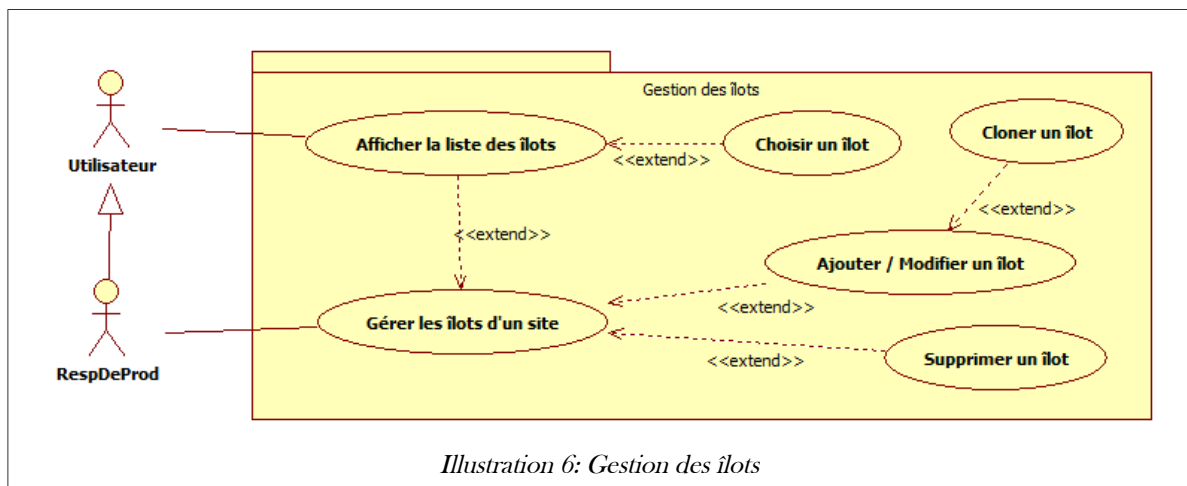 Gestion des îlots
Utilisateur
Afficher la liste des îlots
<<extend>>
Choisir un îlot
Cloner un îlot
<<extend>>
<<extend>>
Ajouter / Modifier un îlot
RespDeProd
Gérer les îlots d'un site
<<extend>>
<<extend>>
Supprimer un îlot
Illustration 6: Gestion des îlots